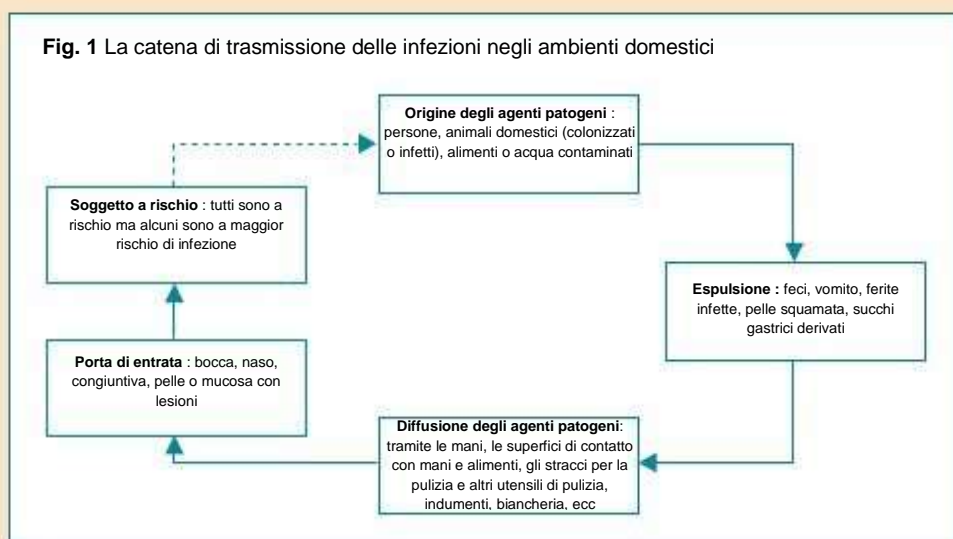 Fig. 1 La catena di trasmissione delle infezioni negli ambienti domestici
Origine degli agenti patogeni :
persone, animali domestici (colonizzati
o infetti), alimenti o acqua contaminati
Espulsione : feci, vomito, ferite
infette, pelle squamata, succhi
gastrici derivati
Diffusione degli agenti patogeni:
tramite le mani, le superfici di contatto
con mani e alimenti, gli stracci per la
pulizia e altri utensili di pulizia,
indumenti, biancheria, ecc
Porta di entrata : bocca, naso,
congiuntiva, pelle o mucosa con
lesioni
Soggetto a rischio : tutti sono a
rischio ma alcuni sono a maggior
rischio di infezione